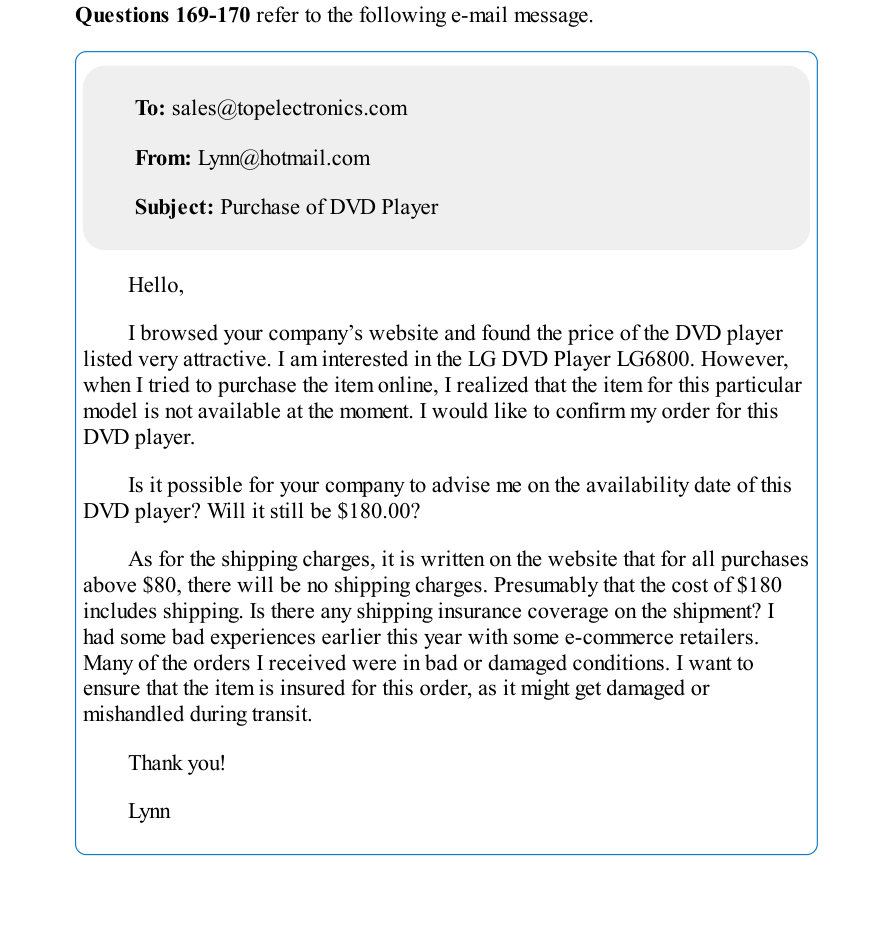 Questions 169-170 refer to the following e-mail message.
To: sales@topelectronics.com
From: Lynn@hotmail.com
Subject: Purchase of DVD Player
Hello,
I browsed your company’s website and found the price of the DVD player
listed very attractive. I am interested in the LG DVD Player LG6800. However,
when I tried to purchase the item online, I realized that the item for this particular
model is not available at the moment. I would like to confirm my order for this
DVD player.
Is it possible for your company to advise me on the availability date of this
DVD player? Will it still be $180.00?
As for the shipping charges, it is written on the website that for all purchases
above $80, there will be no shipping charges. Presumably that the cost of $180
includes shipping. Is there any shipping insurance coverage on the shipment? I
had some bad experiences earlier this year with some e-commerce retailers.
Many of the orders I received were in bad or damaged conditions. I want to
ensure that the item is insured for this order, as it might get damaged or
mishandled during transit.
Thank you!
Lynn